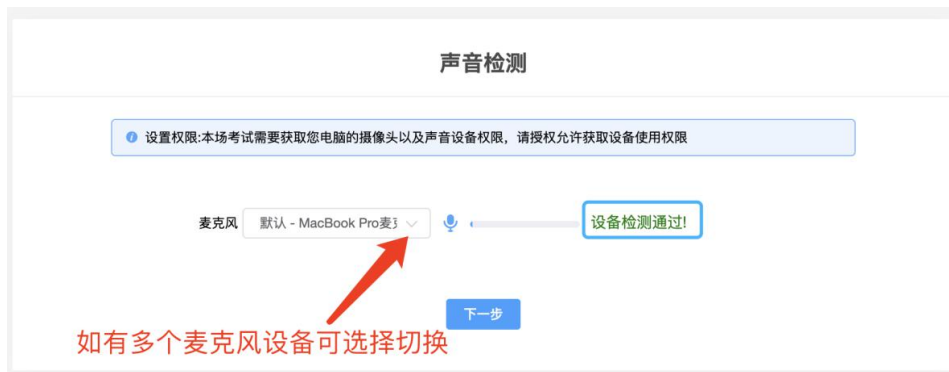 声音检测
设置权限:本场考试需要获取您电脑的摄像头以及声音设备权限，请授权允许获取设备使用权限
麦克风 默认 - MacBook Pro麦 设备检测通过!
下一步
如有多个麦克风设备可选择切换